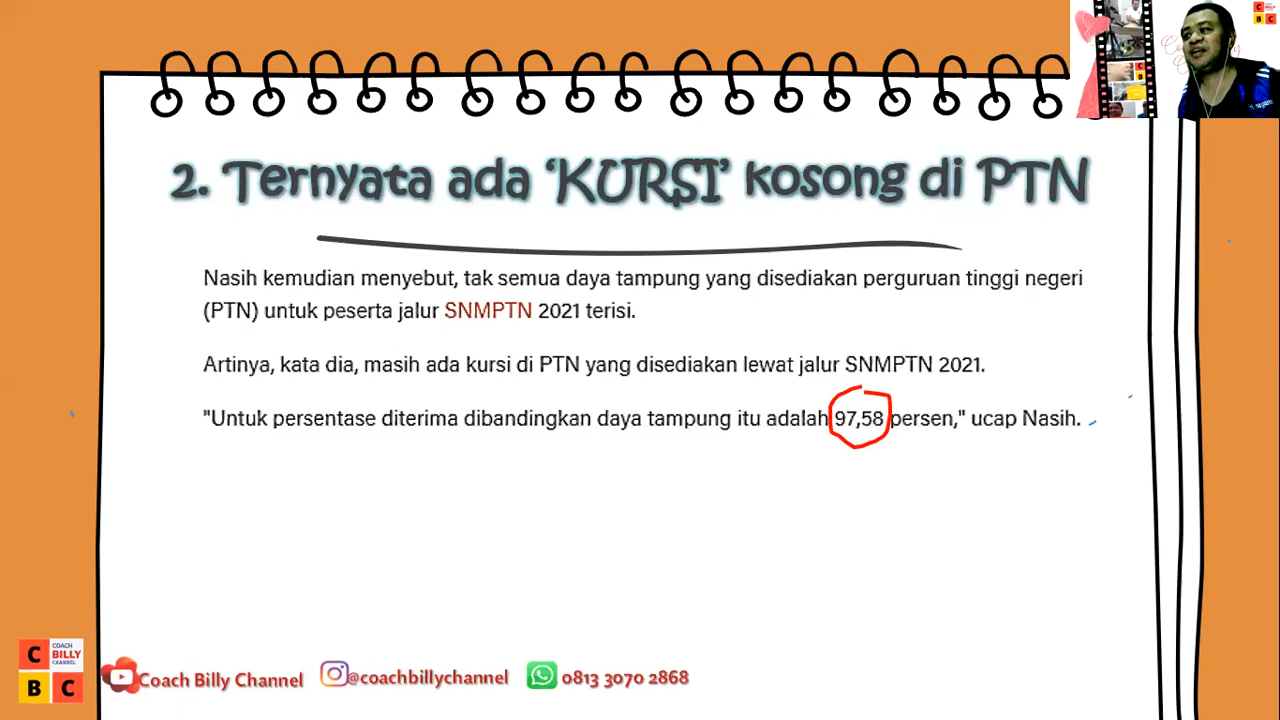 C
BILLY
B C
2. Ternyata ada ‘KURSI’ kosong di PTN
Nasih kemudian menyebut, tak semua daya tampung yang disediakan perguruan tinggi negeri
(PTN) untuk peserta jalur SNMPTN 2021 terisi.
Artinya, kata dia, masih ada kursi di PTN yang disediakan lewat jalur SNMPTN 2021.
"Untuk persentase diterima dibandingkan daya tampung itu adalah 97,58 persen," ucap Nasih.
C COACH BILLY CHANNEL
B C
Coach Billy Channel @coachbillychannel 0813 3070 2868